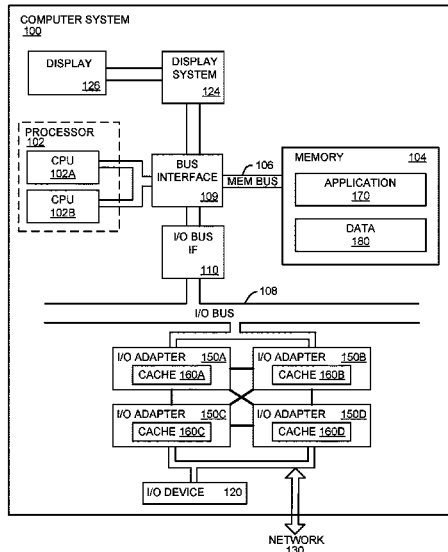 COMPUTER SYSTEM
100
DISPLAY
126
DISPLAY
SYSTEM
124
PROCESSOR
102
CPU
102A
CPU
102B
BUS
INTERFACE
109
106
MEM BUS
MEMORY 104
APPLICATION
170
DATA
180
I/O BUS
IF
110
108
I/O BUS
I/O ADAPTER 150A
CACHE 160A
I/O ADAPTER 150B
CACHE 160B
I/O ADAPTER 150C
CACHE 160C
I/O ADAPTER 150D
CACHE 160D
I/O DEVICE 120
NETWORK
130